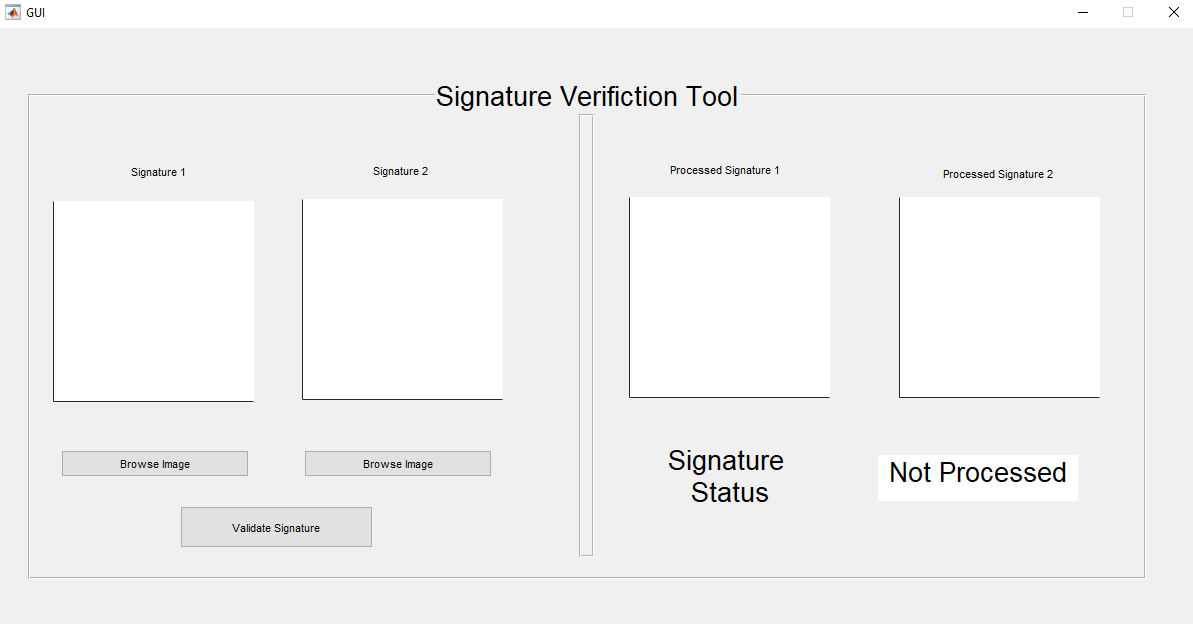 GUI
Signature Verifiction Tool
Signature 1
Signature 2
Processed Signature 1
Processed Signature 2
Browse Image
Browse Image
Validate Signature
Signature
Status
Not Processed